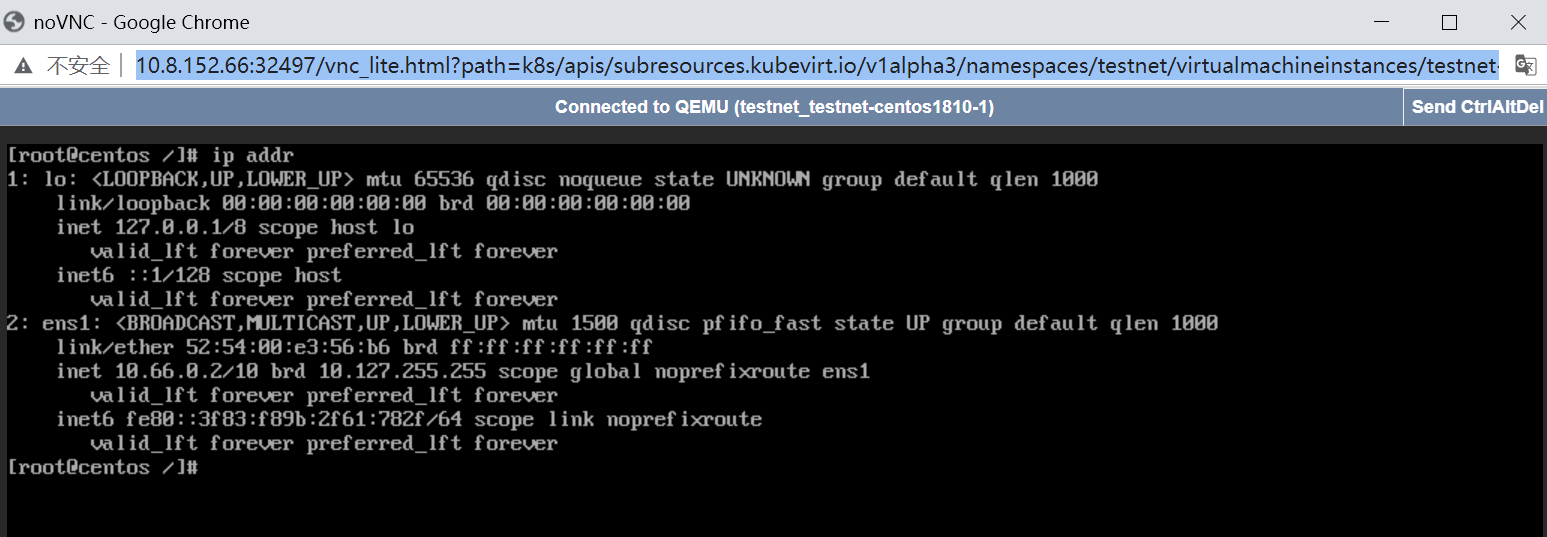 noVNC - Google Chrome
不安全 10.8.152.66:32497/vnc_lite.html?path=k8s/apis/subresources.kubevirt.io/v1alpha3/namespaces/testnet/virtualmachineinstances/testnet-
Connected to QEMU (testnet_testnet-centos1810-1) Send CtrlAltDel
[root@centos /]# ip addr
1: lo: <LOOPBACK,UP,LOWER_UP> mtu 65536 qdisc noqueue state UNKNOWN group default qlen 1000
    link/loopback 00:00:00:00:00:00 brd 00:00:00:00:00:00
    inet 127.0.0.1/8 scope host lo
       valid_lft forever preferred_lft forever
    inet6 ::1/128 scope host
       valid_lft forever preferred_lft forever
2: ens1: <BROADCAST,MULTICAST,UP,LOWER_UP> mtu 1500 qdisc pfifo_fast state UP group default qlen 1000
    link/ether 52:54:00:e3:56:b6 brd ff:ff:ff:ff:ff:ff
    inet 10.66.0.2/10 brd 10.127.255.255 scope global noprefixroute ens1
       valid_lft forever preferred_lft forever
    inet6 fe80::3f83:f89b:2f61:782f/64 scope link noprefixroute
       valid_lft forever preferred_lft forever
[root@centos /]#